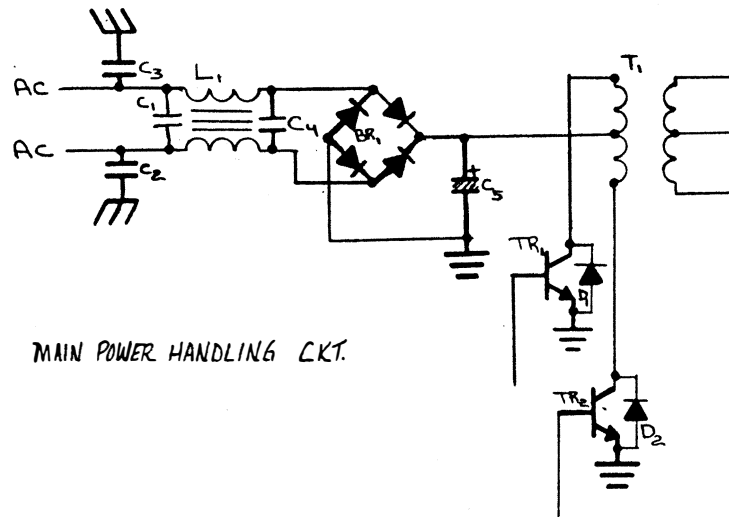 C3
AC
L1
T1
C1
C4
BR1
AC
C2
+
C5
TR1
D1
MAIN POWER HANDLING CKT.
TR2
D2